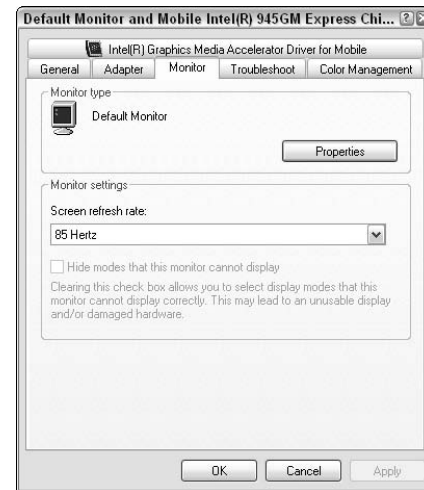 Default Monitor and Mobile Intel(R) 945GM Express Chi...
Intel(R) Graphics Media Accelerator Driver for Mobile
General Adapter Monitor Troubleshoot Color Management
Monitor type
Default Monitor
Properties
Monitor settings
Screen refresh rate:
85 Hertz
Hide modes that this monitor cannot display
Clearing this check box allows you to select display modes that this
monitor cannot display correctly. This may lead to an unusable display
and/or damaged hardware.
OK Cancel Apply